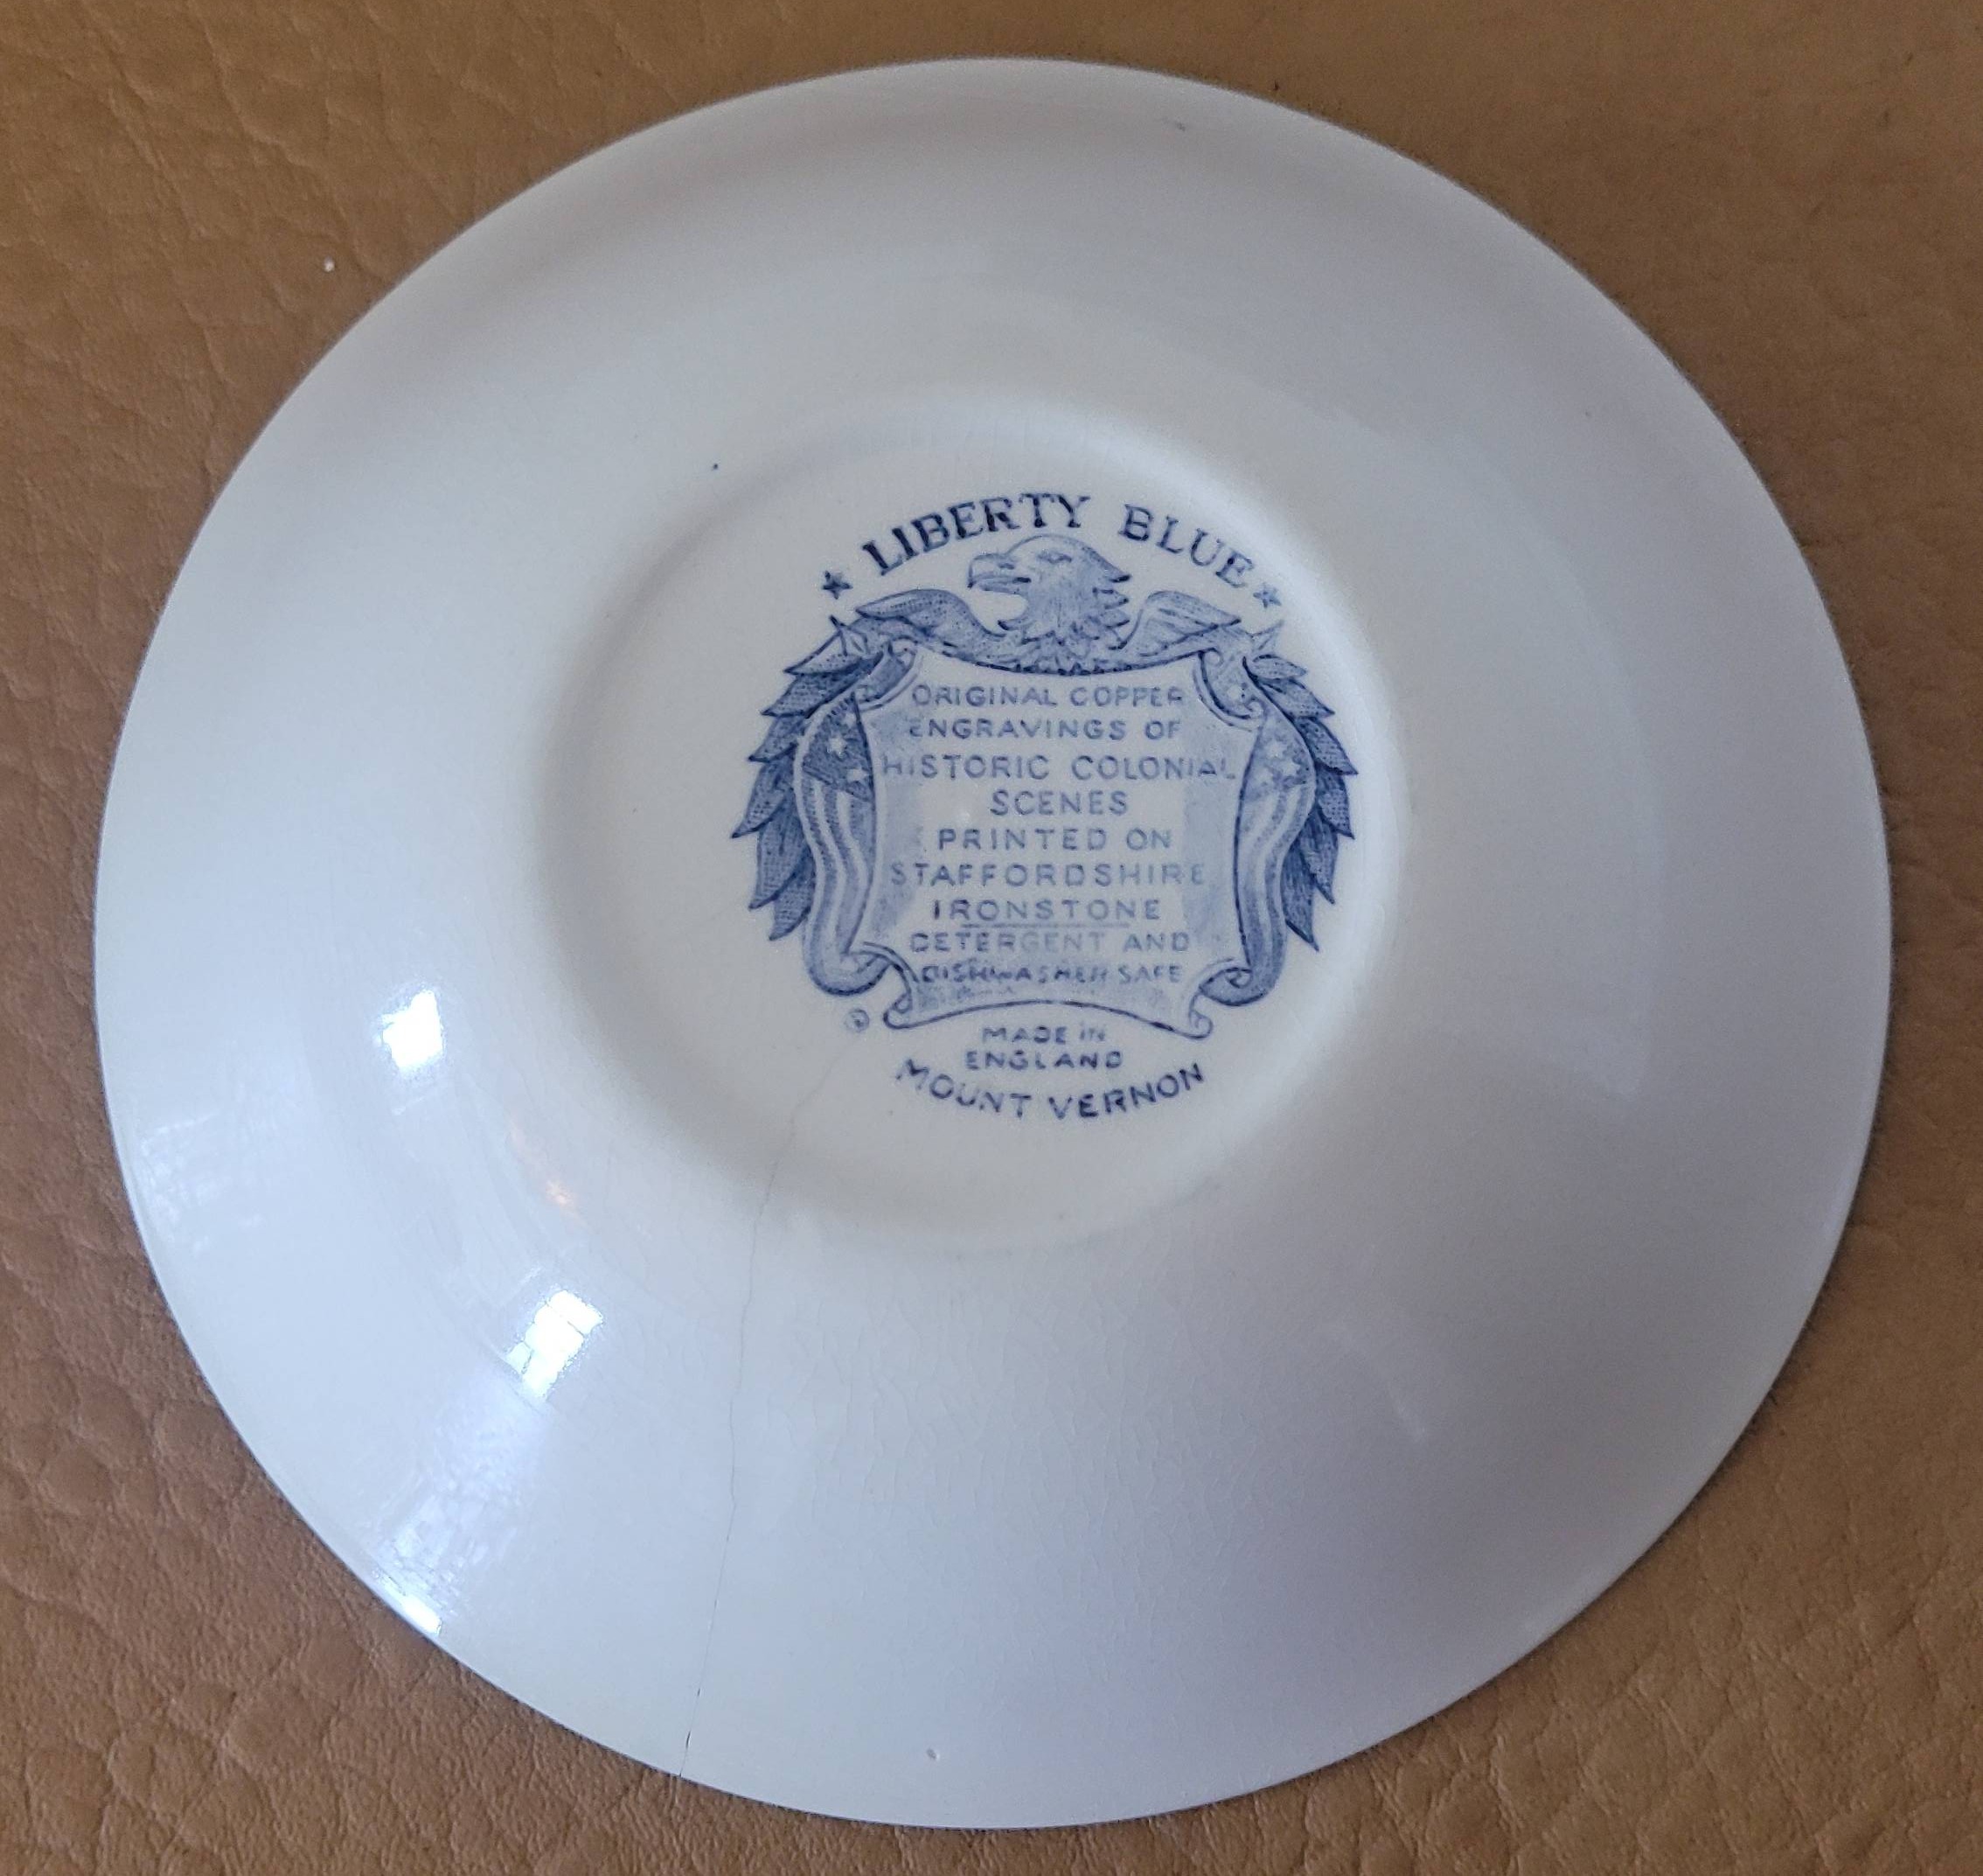 ★ LIBERTY BLUE ★
ORIGINAL COPPER
ENGRAVINGS OF
HISTORIC COLONIAL
SCENES
PRINTED ON
STAFFORDSHIRE
IRONSTONE
DETERGENT AND
DISHWASHER SAFE
MADE in
ENGLAND
MOUNT VERNON